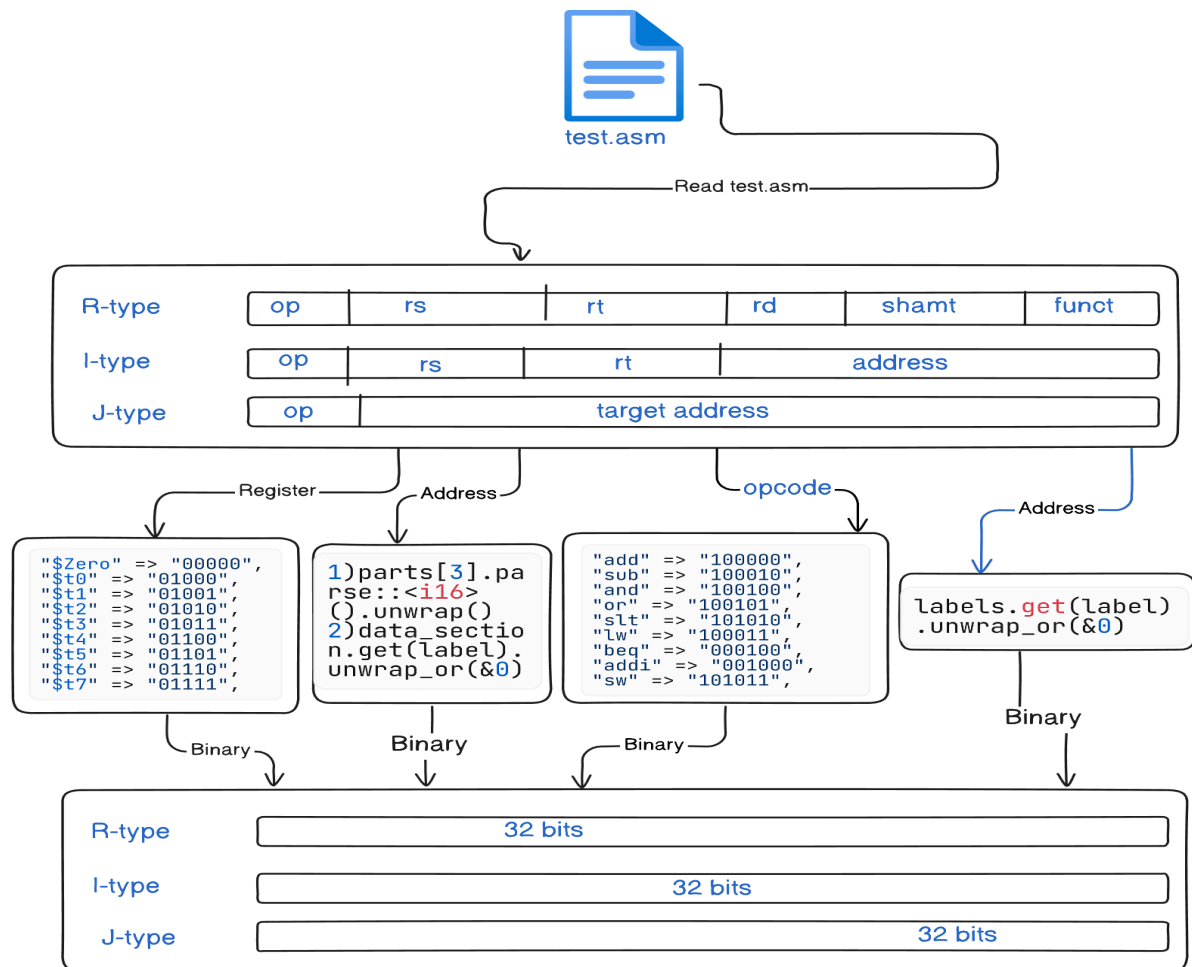 test.asm
Read test.asm
R-type
op
rs
rt
rd
shamt
funct
I-type
op
rs
rt
address
J-type
op
target address
Register
Address
opcode
Address
"$Zero" => "00000",
"$t0" => "01000",
"$t1" => "01001",
"$t2" => "01010",
"$t3" => "01011",
"$t4" => "01100",
"$t5" => "01101",
"$t6" => "01110",
"$t7" => "01111",
1)parts[3].pa
rse::<i16>
().unwrap()
2)data_sectio
n.get(label).
unwrap_or(&0)
"add" => "100000",
"sub" => "100010",
"and" => "100100",
"or" => "100101",
"slt" => "101010",
"lw" => "100011",
"beq" => "000100",
"addi" => "001000",
"sw" => "101011",
labels.get(label)
.unwrap_or(&0)
Binary
Binary
Binary
Binary
R-type
32 bits
I-type
32 bits
J-type
32 bits